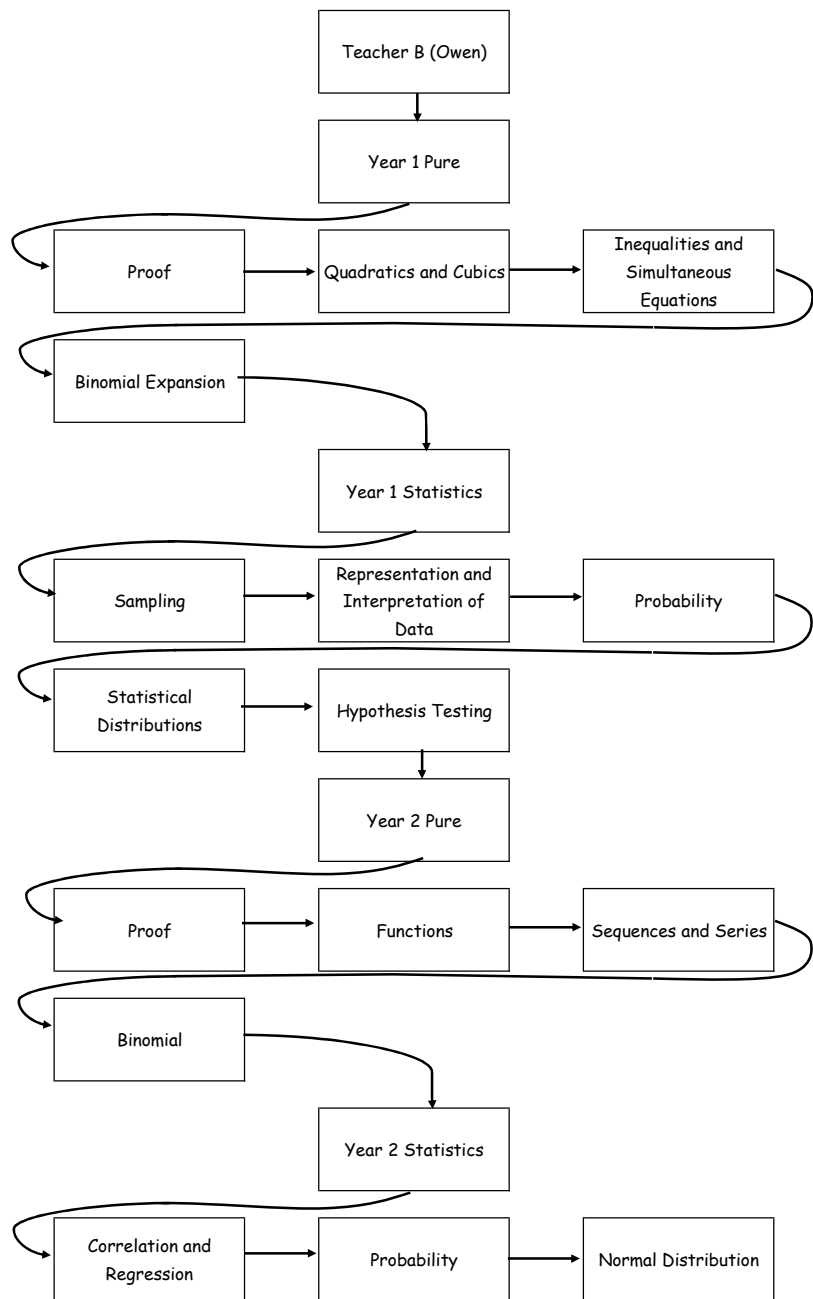 Teacher B (Owen)
Year 1 Pure
Proof
Quadratics and Cubics
Inequalities and
Simultaneous
Equations
Binomial Expansion
Year 1 Statistics
Sampling
Representation and
Interpretation of
Data
Probability
Statistical
Distributions
Hypothesis Testing
Year 2 Pure
Proof
Functions
Sequences and Series
Binomial
Year 2 Statistics
Correlation and
Regression
Probability
Normal Distribution